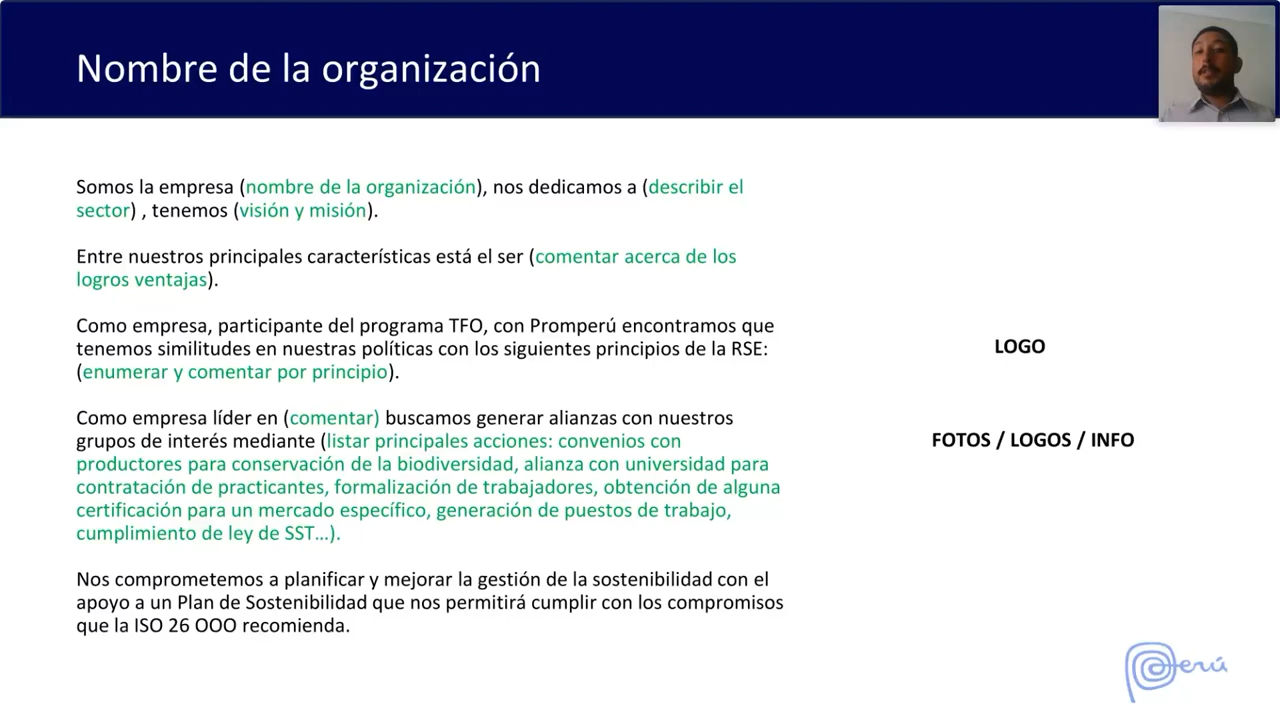 Nombre de la organización
Somos la empresa (nombre de la organización), nos dedicamos a (describir el
sector) , tenemos (visión y misión).
Entre nuestros principales características está el ser (comentar acerca de los
logros ventajas).
Como empresa, participante del programa TFO, con Promperú encontramos que
tenemos similitudes en nuestras políticas con los siguientes principios de la RSE:
(enumerar y comentar por principio).
Como empresa líder en (comentar) buscamos generar alianzas con nuestros
grupos de interés mediante (listar principales acciones: convenios con
productores para conservación de la biodiversidad, alianza con universidad para
contratación de practicantes, formalización de trabajadores, obtención de alguna
certificación para un mercado específico, generación de puestos de trabajo,
cumplimiento de ley de SST…).
Nos comprometemos a planificar y mejorar la gestión de la sostenibilidad con el
apoyo a un Plan de Sostenibilidad que nos permitirá cumplir con los compromisos
que la ISO 26 OOO recomienda.
LOGO
FOTOS / LOGOS / INFO
Perú